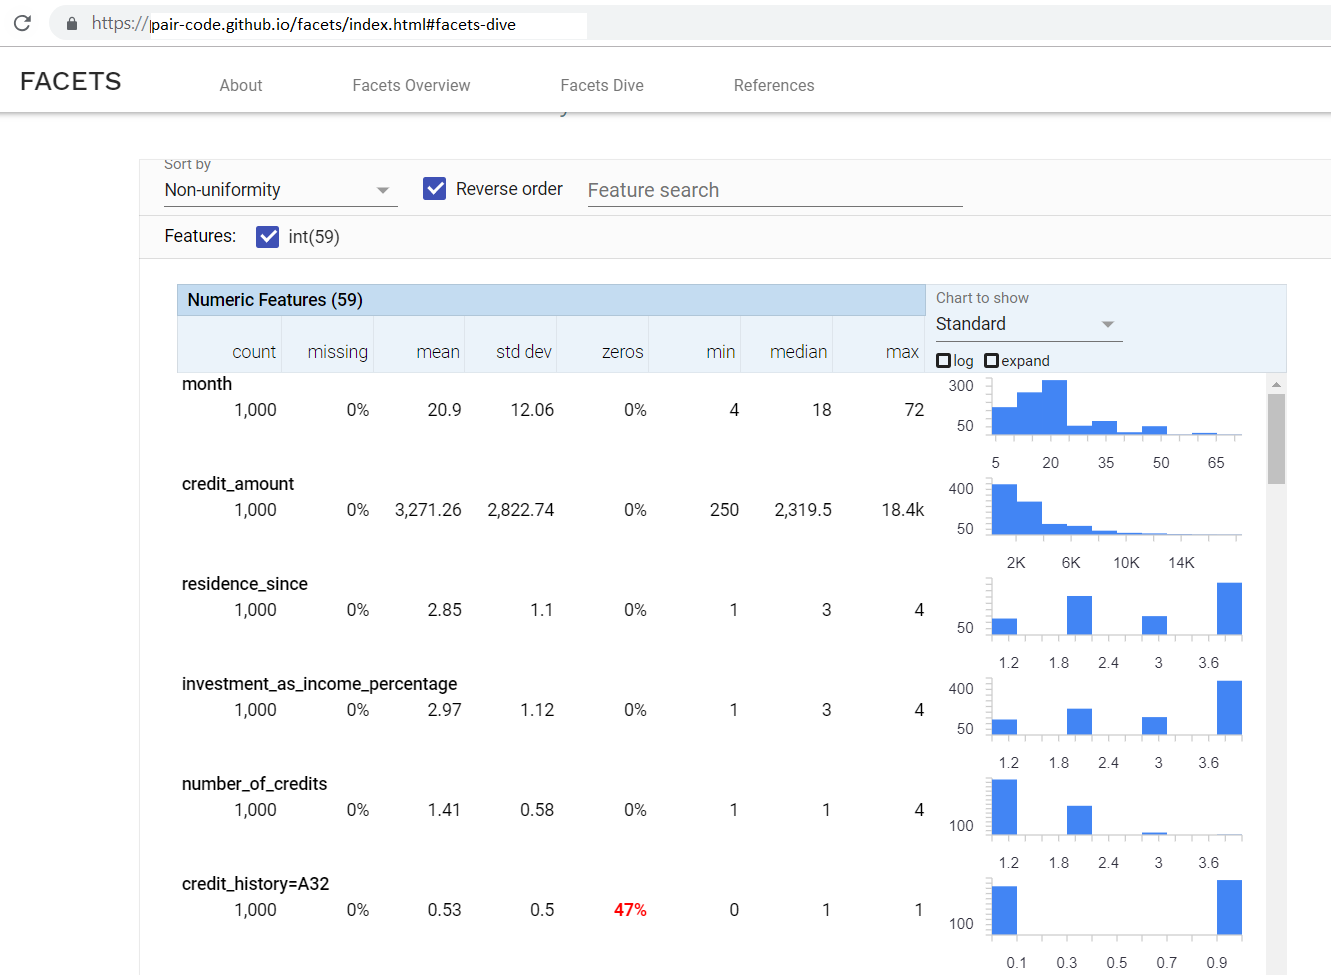 https://pair-code.github.io/facets/index.html#facets-dive
FACETS About Facets Overview Facets Dive References
Sort by
Non-uniformity Reverse order Feature search
Features: int(59)
Numeric Features (59) Chart to show
Standard
count missing mean std dev zeros min median max
log expand
month
1,000 0% 20.9 12.06 0% 4 18 72
300
50
5 20 35 50 65
credit_amount
1,000 0% 3,271.26 2,822.74 0% 250 2,319.5 18.4k
400
50
2K 6K 10K 14K
residence_since
1,000 0% 2.85 1.1 0% 1 3 4
50
1.2 1.8 2.4 3 3.6
investment_as_income_percentage
1,000 0% 2.97 1.12 0% 1 3 4
400
50
1.2 1.8 2.4 3 3.6
number_of_credits
1,000 0% 1.41 0.58 0% 1 1 4
100
1.2 1.8 2.4 3 3.6
credit_history=A32
1,000 0% 0.53 0.5 47% 0 1 1
100
0.1 0.3 0.5 0.7 0.9